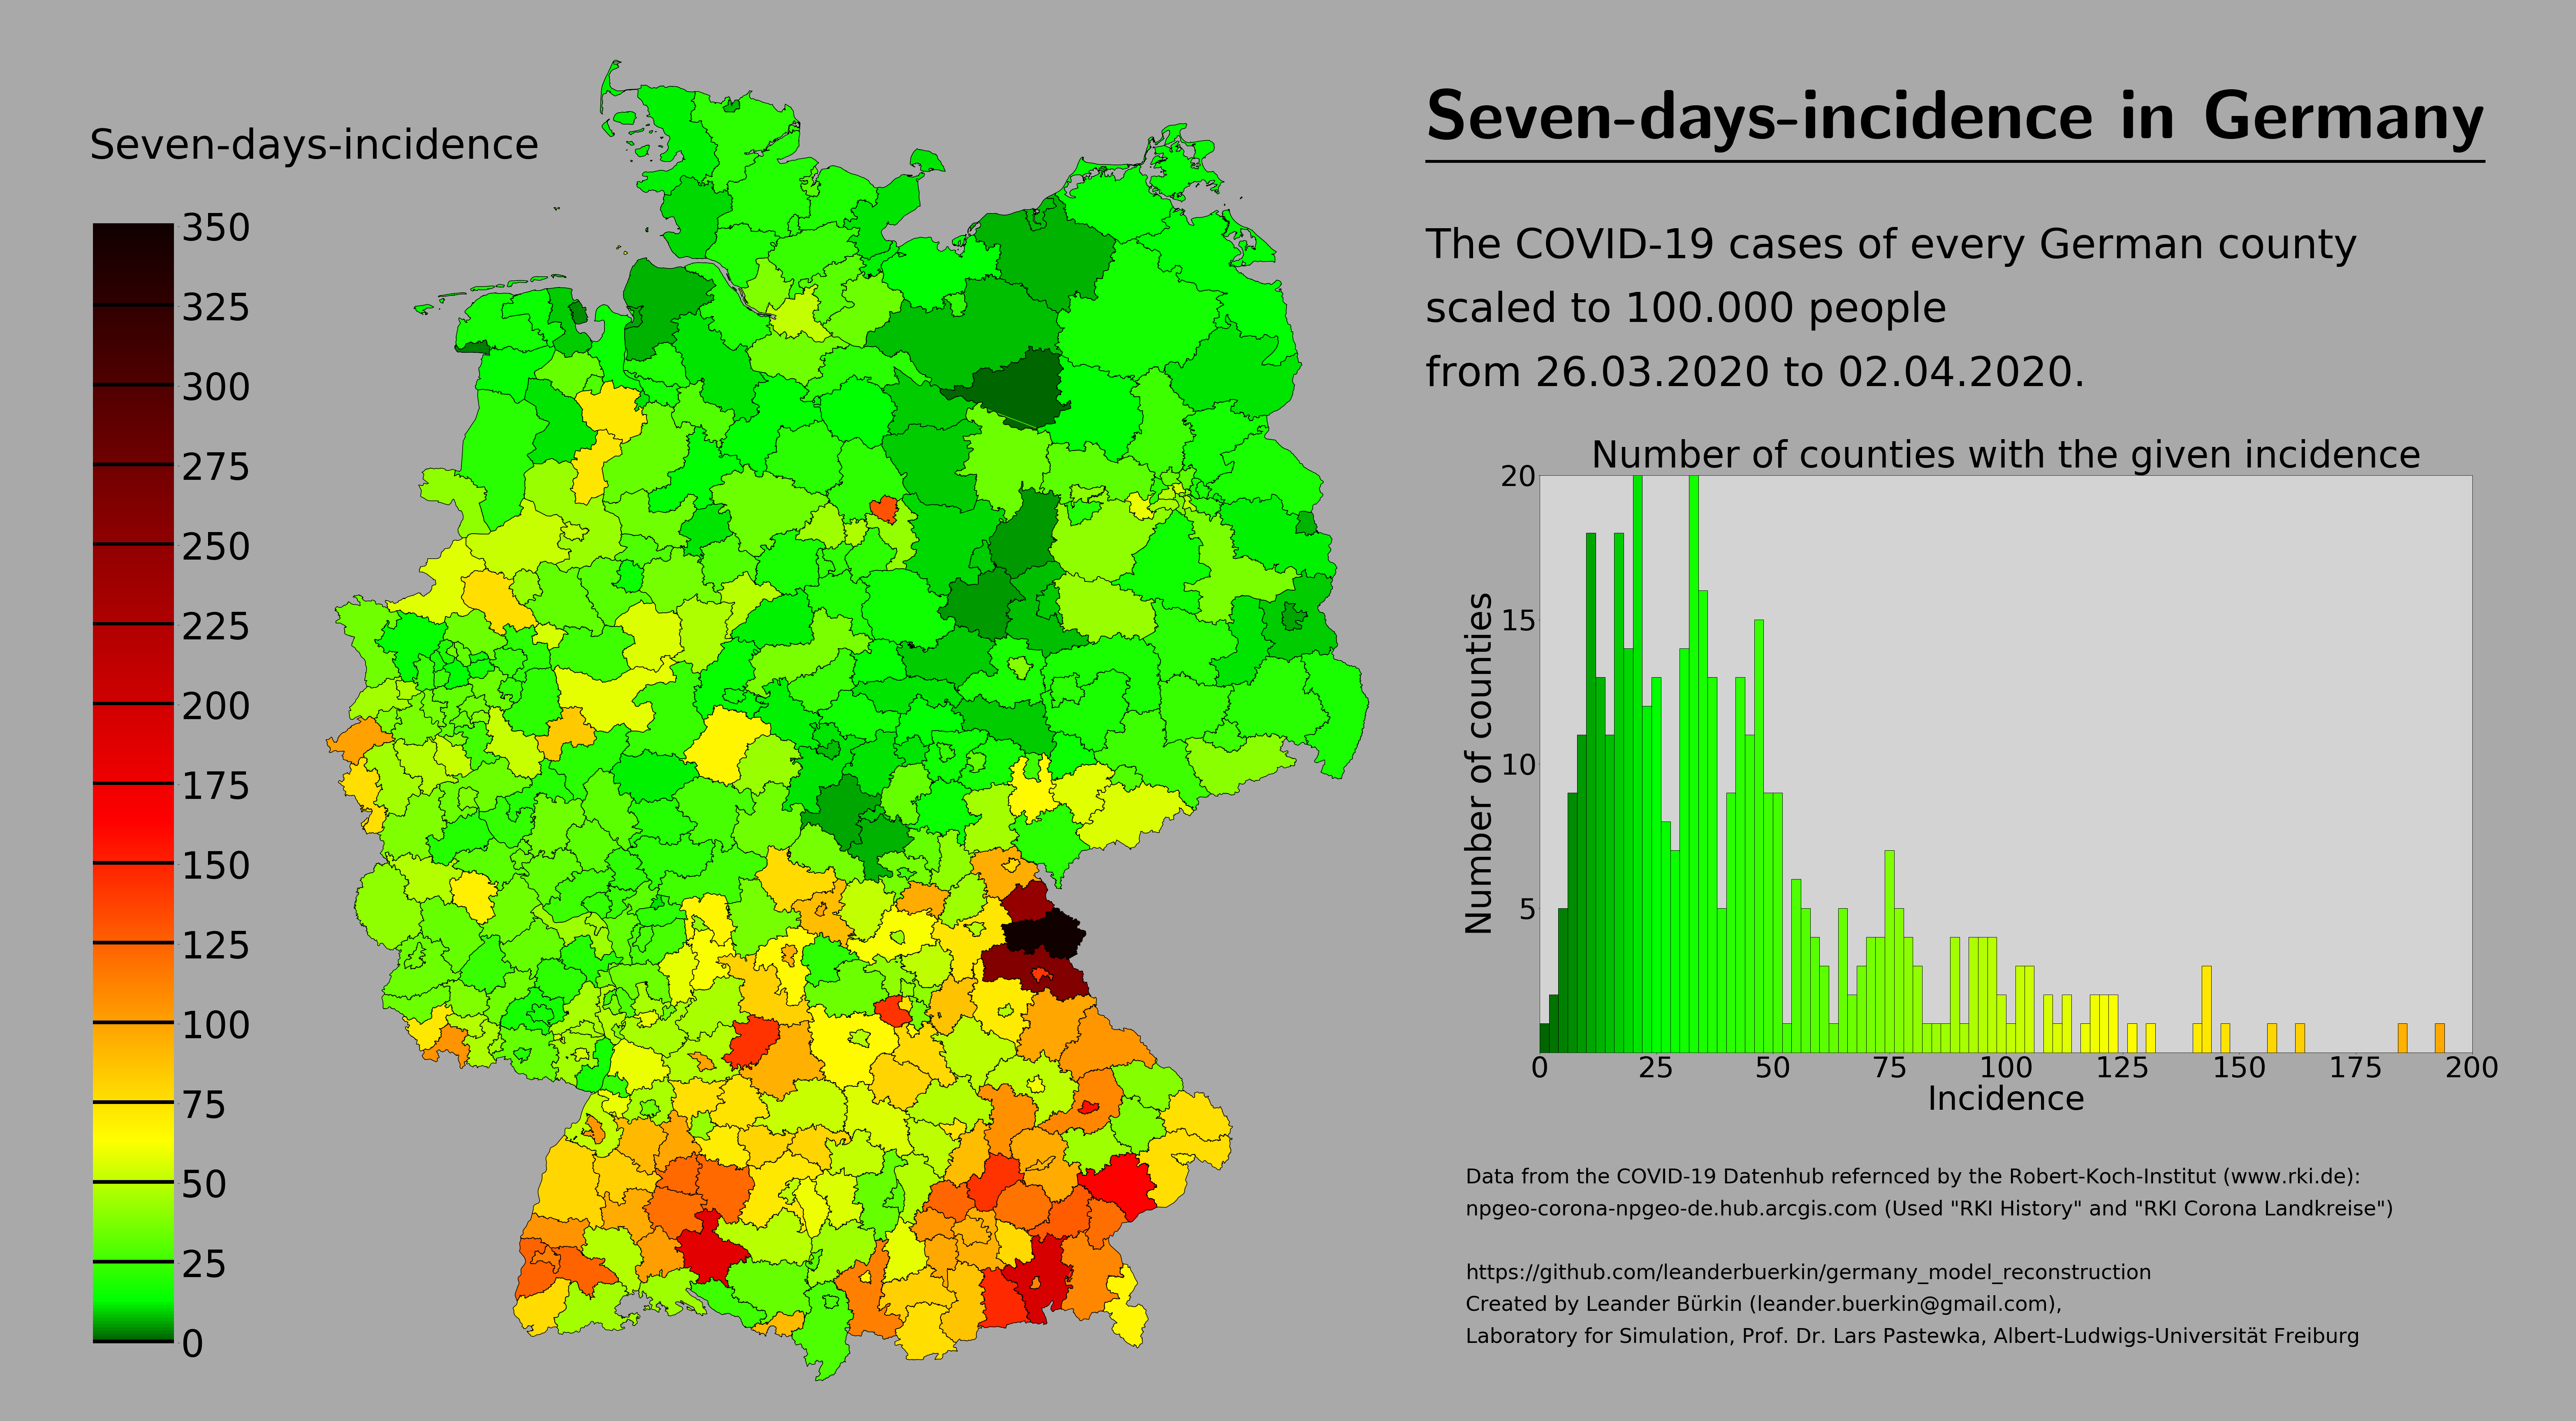 Seven-days-incidence in Germany
Seven-days-incidence
350
325
300
275
250
225
200
175
150
125
100
75
50
25
0
The COVID-19 cases of every German county
scaled to 100.000 people
from 26.03.2020 to 02.04.2020.
Number of counties with the given incidence
Number of counties
20
15
10
5
0 25 50 75 100 125 150 175 200
Incidence
Data from the COVID-19 Datenhub refernced by the Robert-Koch-Institut (www.rki.de):
npgeo-corona-npgeo-de.hub.arcgis.com (Used "RKI History" and "RKI Corona Landkreise")
https://github.com/leanderbuerkin/germany_model_reconstruction
Created by Leander Bürkin (leander.buerkin@gmail.com),
Laboratory for Simulation, Prof. Dr. Lars Pastewka, Albert-Ludwigs-Universität Freiburg